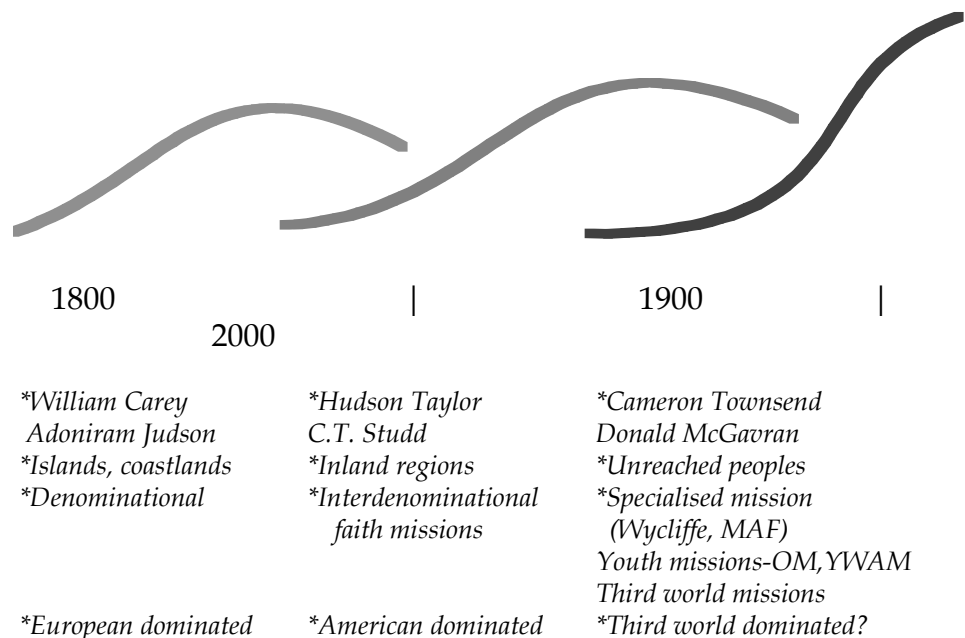 1800 | 1900 |
2000
*William Carey
Adoniram Judson
*Islands, coastlands
*Denominational
*European dominated
*Hudson Taylor
C.T. Studd
*Inland regions
*Interdenominational
faith missions
*American dominated
*Cameron Townsend
Donald McGavran
*Unreached peoples
*Specialised mission
(Wycliffe, MAF)
Youth missions-OM,YWAM
Third world missions
*Third world dominated?